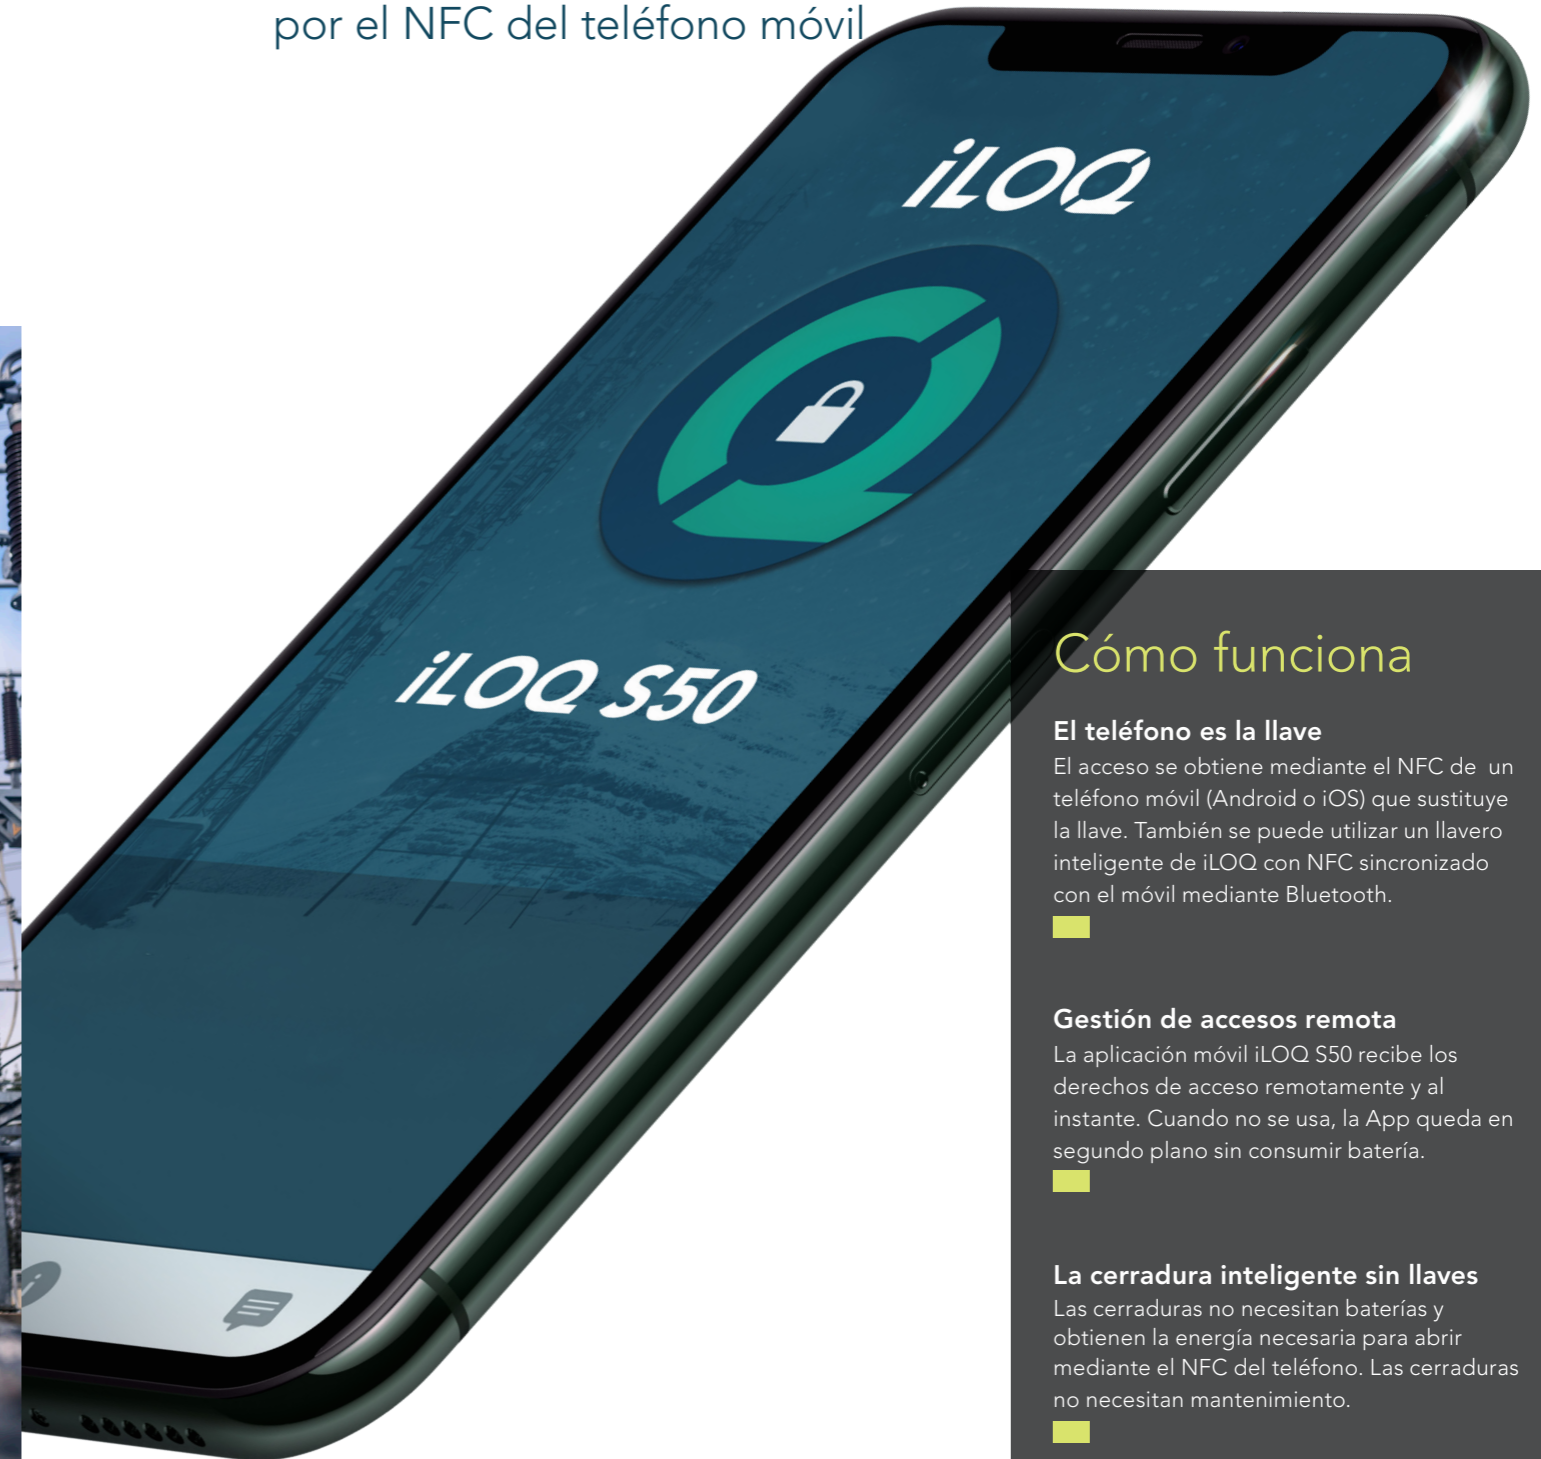 por el NFC del teléfono móvil
iLOQ
iLOQ S50
Cómo funciona
El teléfono es la llave
El acceso se obtiene mediante el NFC de un
teléfono móvil (Android o iOS) que sustituye
la llave. También se puede utilizar un llavero
inteligente de iLOQ con NFC sincronizado
con el móvil mediante Bluetooth.
Gestión de accesos remota
La aplicación móvil iLOQ S50 recibe los
derechos de acceso remotamente y al
instante. Cuando no se usa, la App queda en
segundo plano sin consumir batería.
La cerradura inteligente sin llaves
Las cerraduras no necesitan baterías y
obtienen la energía necesaria para abrir
mediante el NFC del teléfono. Las cerraduras
no necesitan mantenimiento.